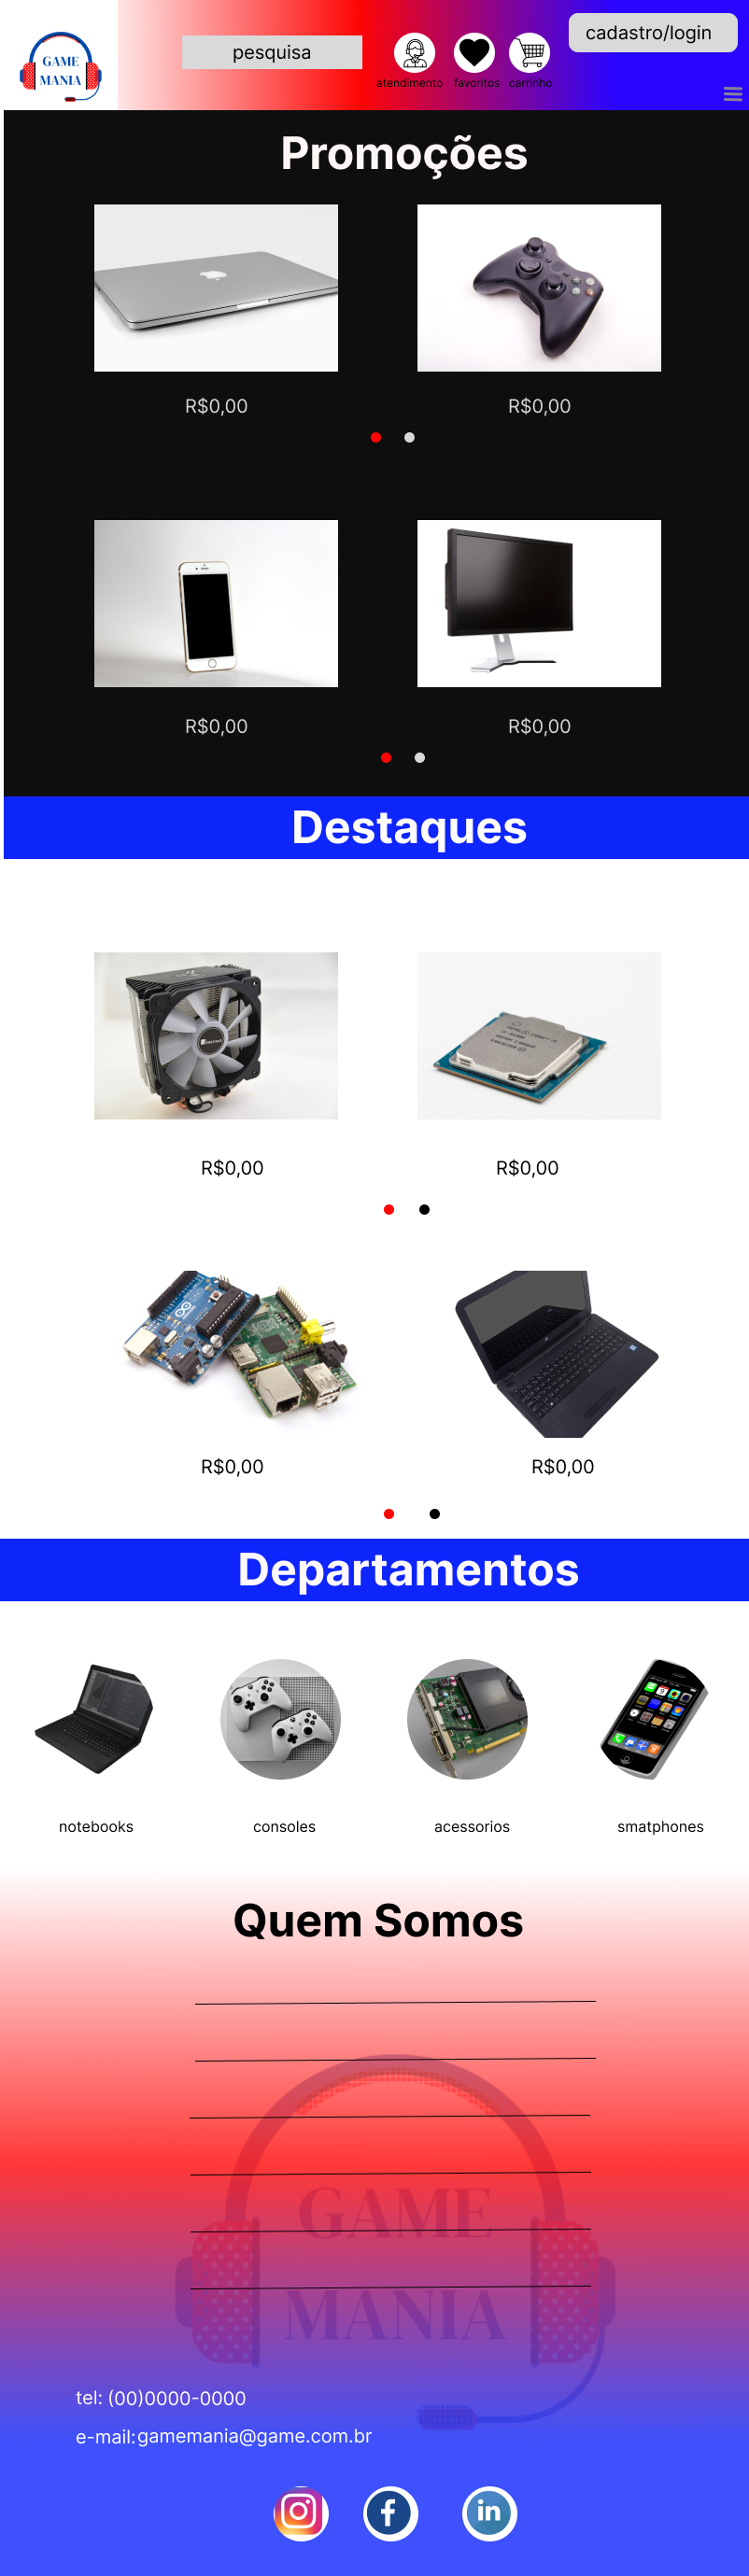 GAME
MANIA
pesquisa
cadastro/login
atendimento favoritos carrinho
Promoções
R$0,00 R$0,00
R$0,00 R$0,00
Destaques
R$0,00 R$0,00
R$0,00 R$0,00
Departamentos
notebooks consoles acessorios smatphones
Quem Somos
GAME
MANIA
tel: (00)0000-0000
e-mail:gamemania@game.com.br
f
in